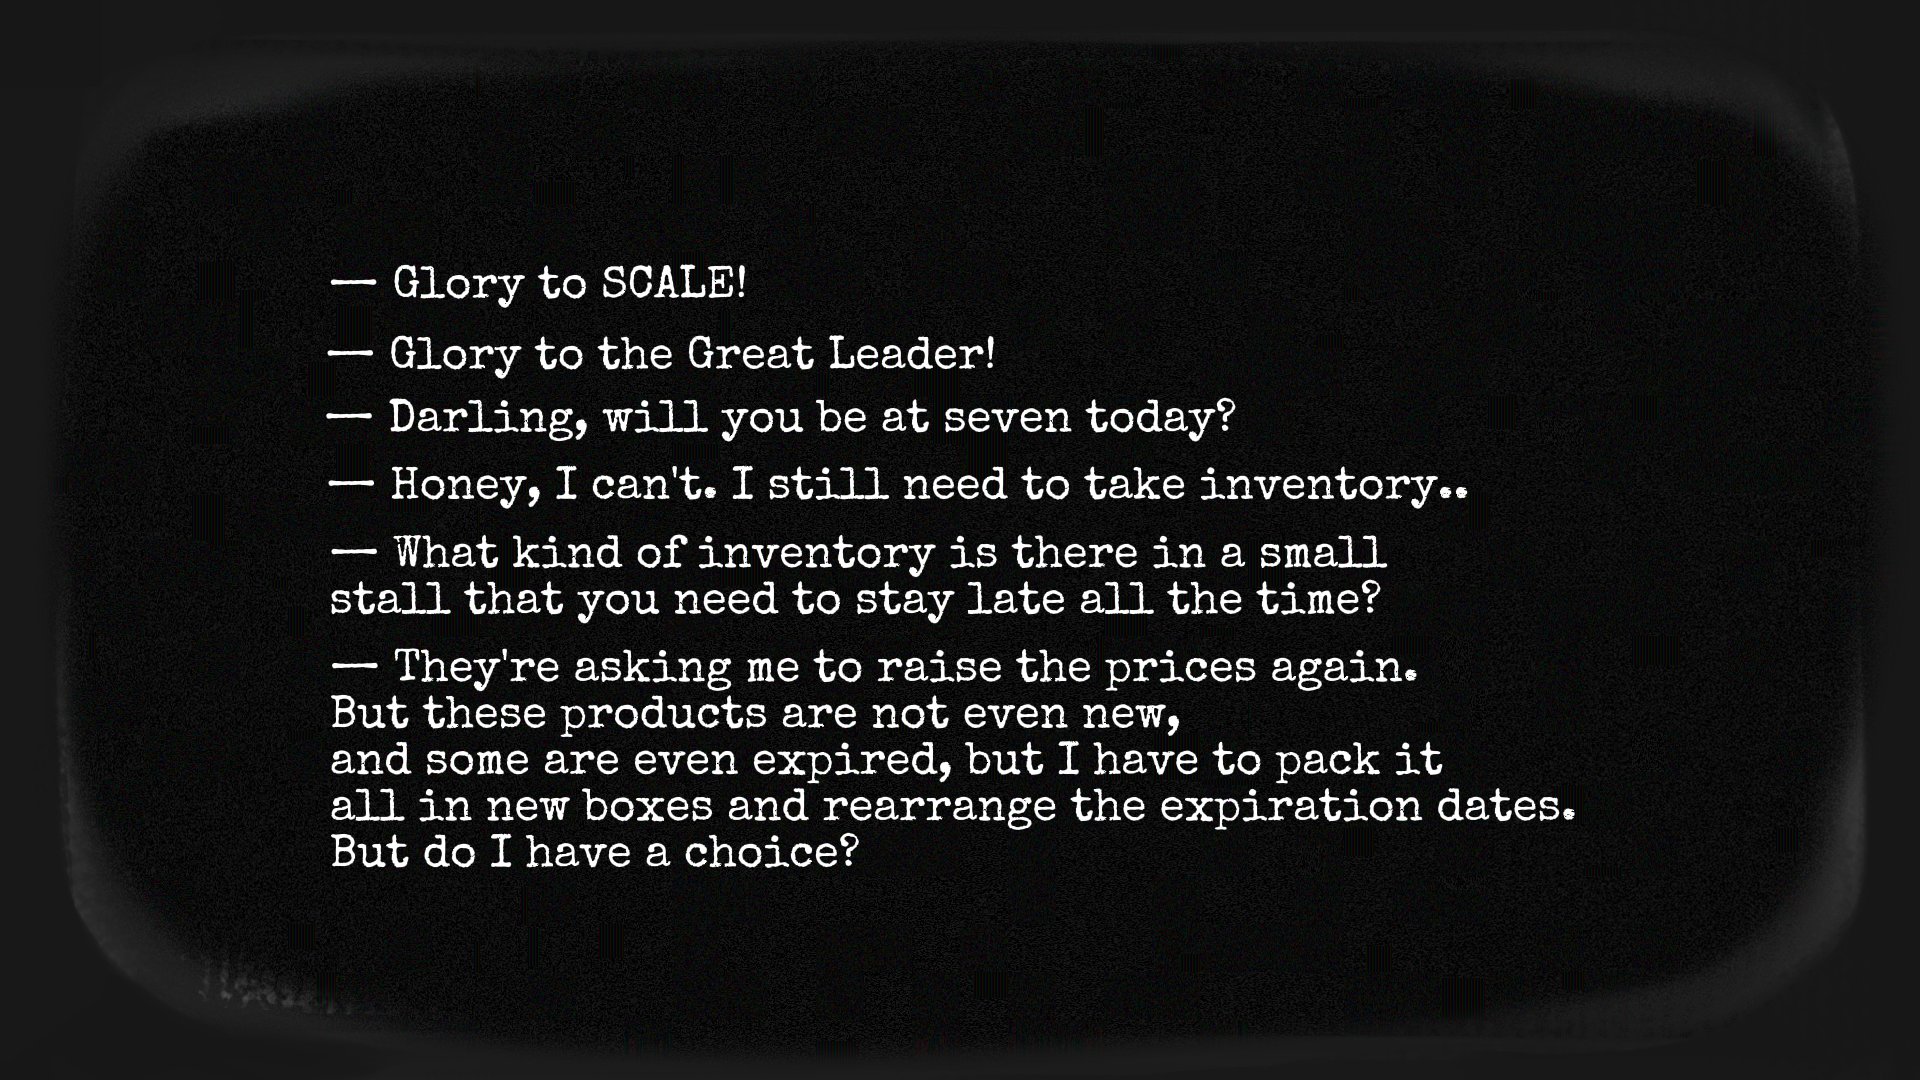 — Glory to SCALE!
— Glory to the Great Leader!
— Darling, will you be at seven today?
— Honey, I can't. I still need to take inventory..
— What kind of inventory is there in a small
stall that you need to stay late all the time?
— They're asking me to raise the prices again.
But these products are not even new,
and some are even expired, but I have to pack it
all in new boxes and rearrange the expiration dates.
But do I have a choice?